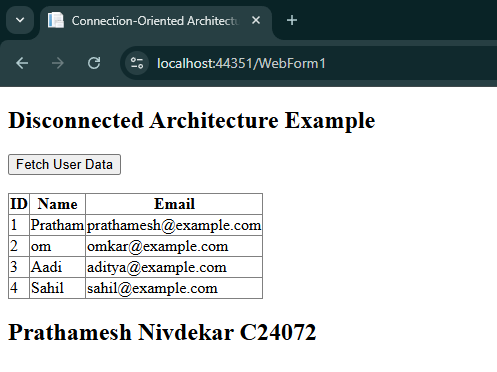 Connection-Oriented Architectu
localhost:44351/WebForm1
Disconnected Architecture Example
Fetch User Data
ID Name Email
1 Pratham prathamesh@example.com
2 om omkar@example.com
3 Aadi aditya@example.com
4 Sahil sahil@example.com
Prathamesh Nivdekar C24072